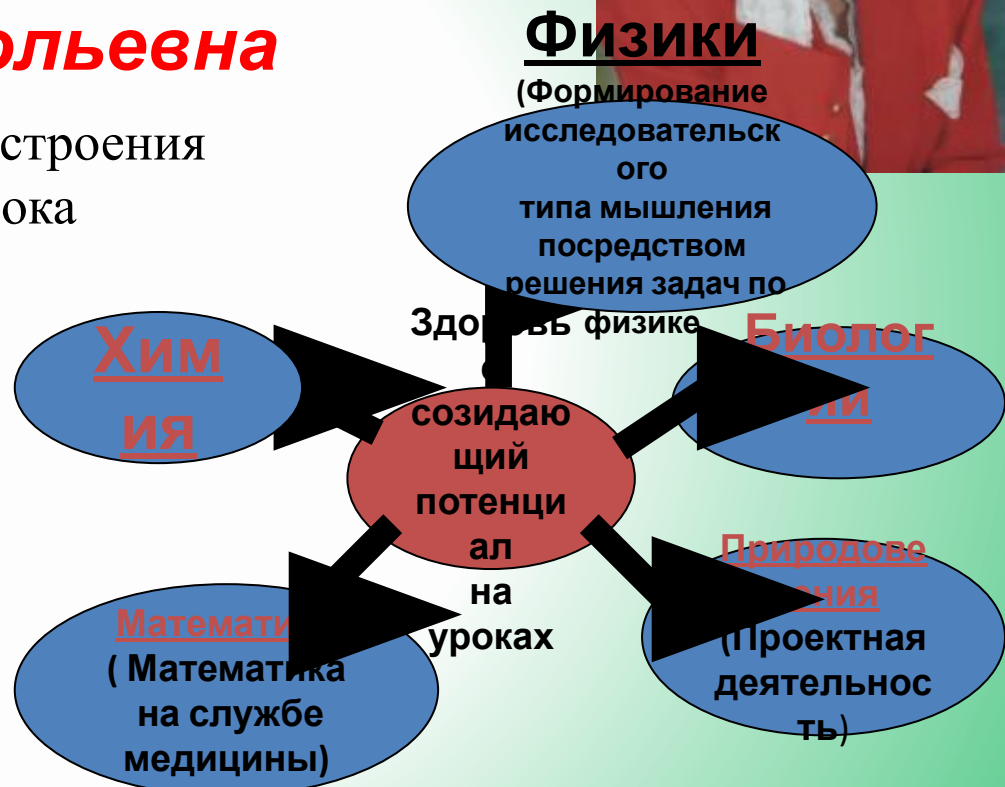 ольевна
строения
ока
Физики
(Формирование
исследовательск
ого
типа мышления
посредством
решения задач по
физике
Хим
ия
Биолог
ии
созидаю
щий
потенци
ал
на
уроках
(Математика
на службе
медицины)
(Проектная
деятельнос
ть)